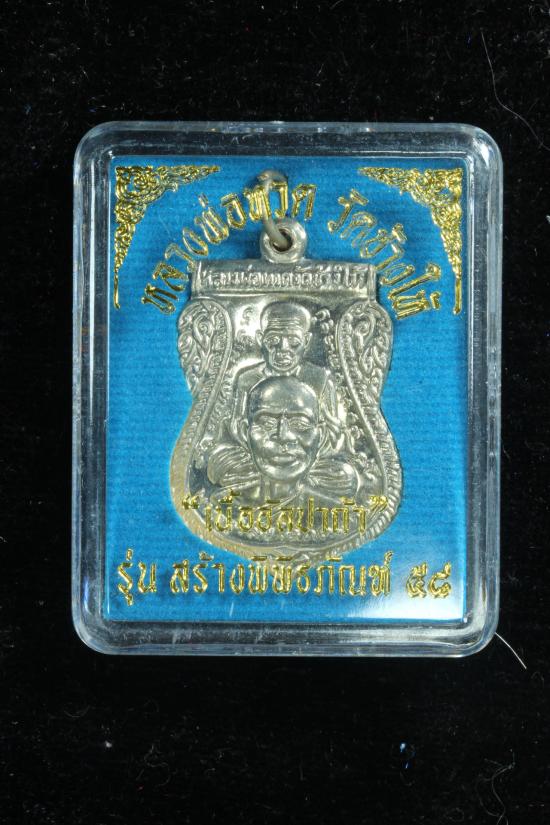 หลวงพ่อทวด วัดช้างให้
หลวงพ่อทวดวัดช้างให้
"เนื้ออัลปาก้า"
รุ่น สร้างพิพิธภัณฑ์ ๕๘